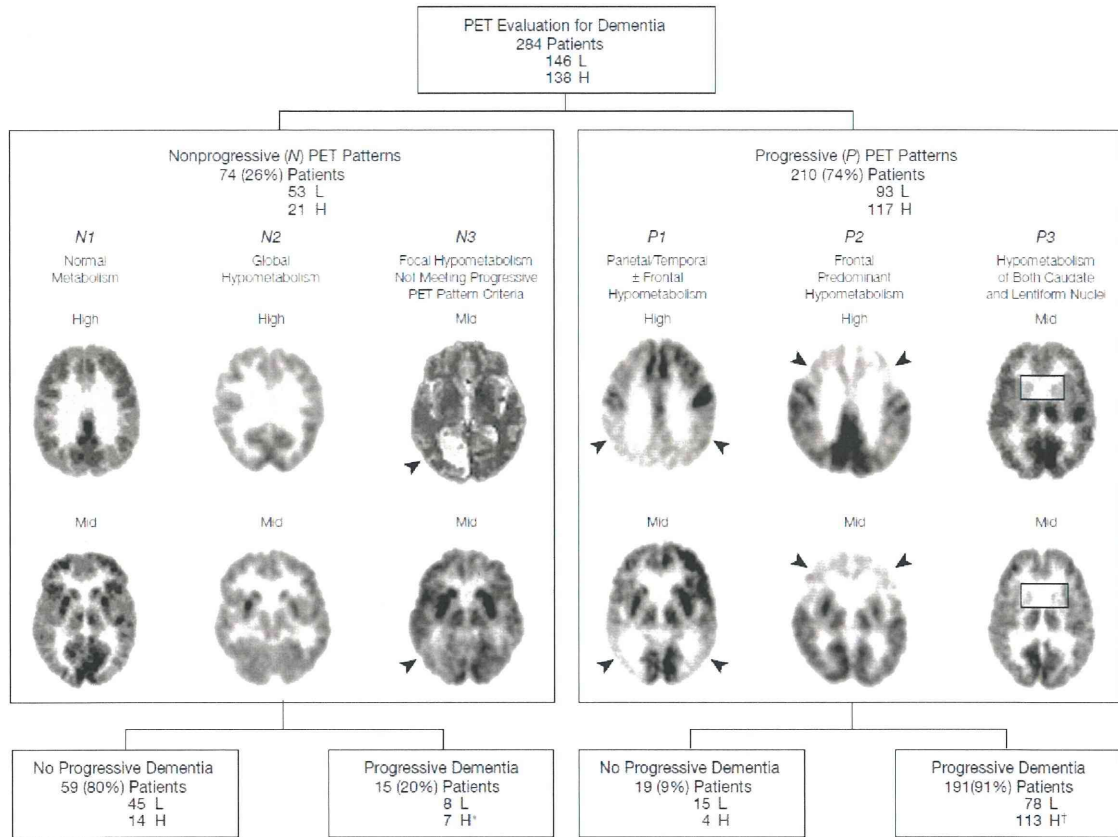 PET Evaluation for Dementia
284 Patients
146 L
138 H
Nonprogressive (N) PET Patterns
74 (26%) Patients
53 L
21 H
N1
Normal
Metabolism
High
Mid
N2
Global
Hypometabolism
High
Mid
N3
Focal Hypometabolism
Not Meeting Progressive
PET Pattern Criteria
Mid
Mid
Progressive (P) PET Patterns
210 (74%) Patients
93 L
117 H
P1
Parietal/Temporal
± Frontal
Hypometabolism
High
Mid
P2
Frontal
Predominant
Hypometabolism
High
Mid
P3
Hypometabolism
of Both Caudate
and Lentiform Nuclei
Mid
Mid
No Progressive Dementia
59 (80%) Patients
45 L
14 H
Progressive Dementia
15 (20%) Patients
8 L
7 H*
No Progressive Dementia
19 (9%) Patients
15 L
4 H
Progressive Dementia
191(91%) Patients
78 L
113 H†